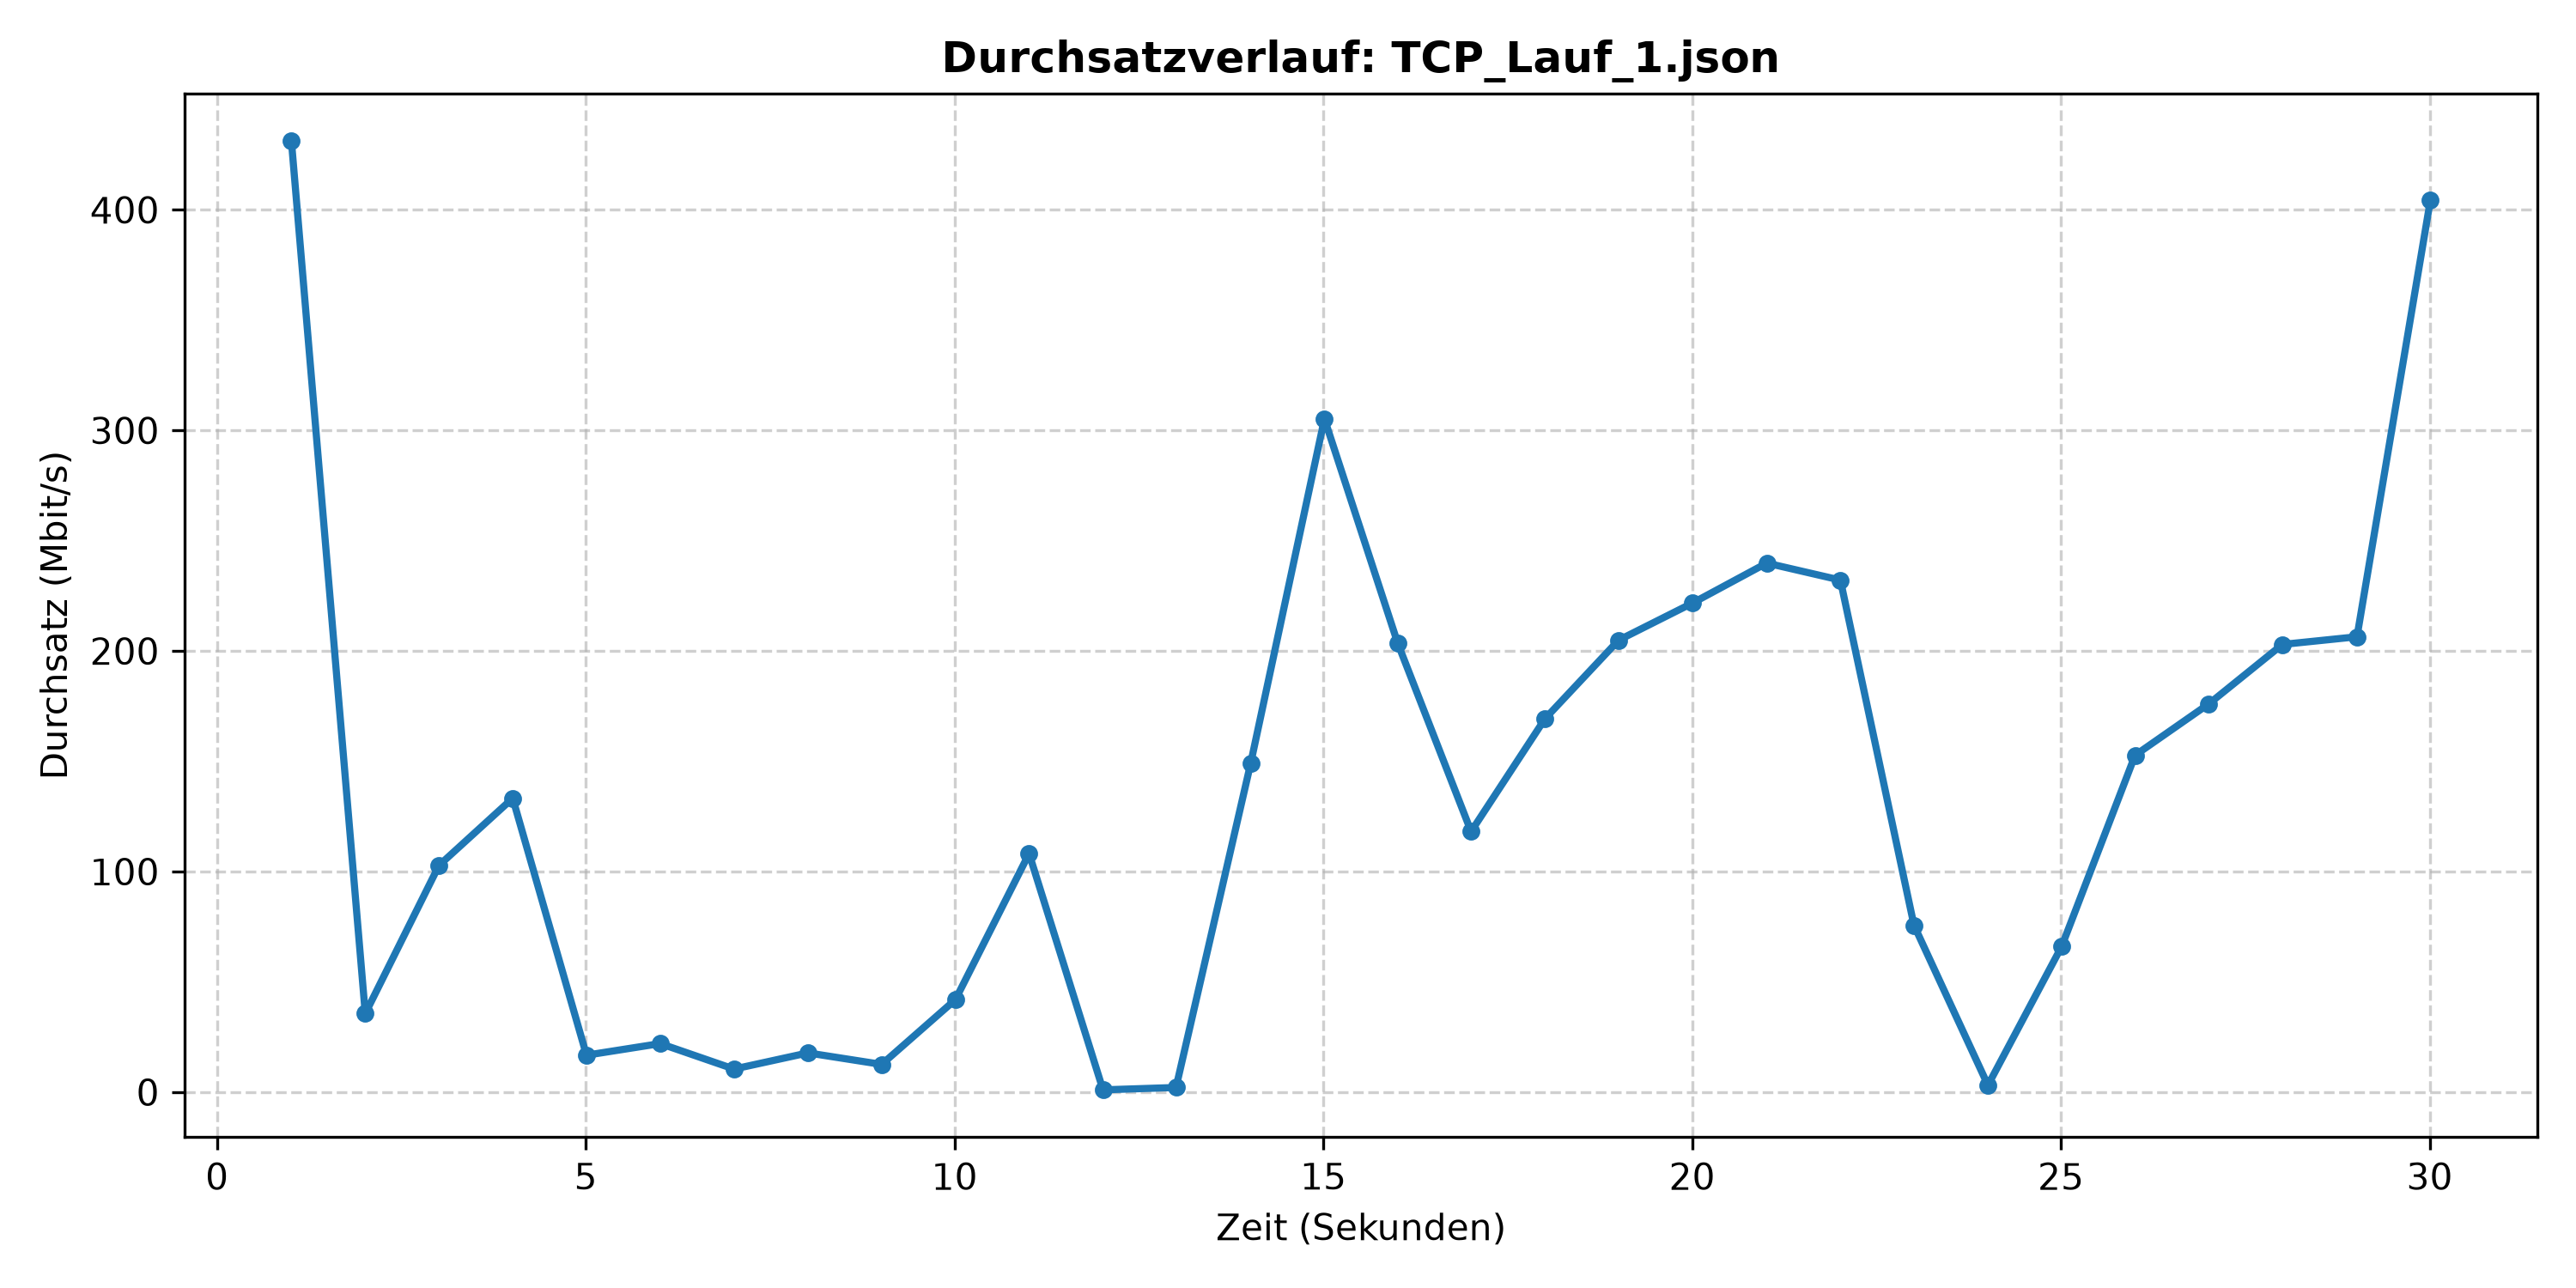 Durchsatzverlauf: TCP_Lauf_1.json
Durchsatz (Mbit/s)
400
300
200
100
0
0 5 10 15 20 25 30
Zeit (Sekunden)